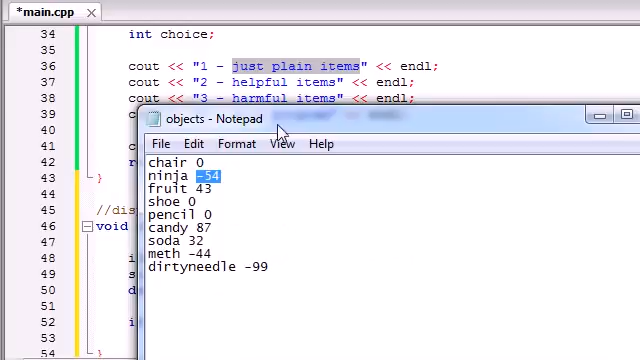 *main.cpp
34 int choice;
35
36 cout << "1 - just plain items" << endl;
37 cout << "2 - helpful items" << endl;
38 cout << "3 - harmful items" << endl;
39 c
40
41 c
42 re
43 }
44
45 //dis
46 void
47
48 i
49 s
50 d
51
52 i
53
54 }
objects - Notepad
File Edit Format View Help
chair 0
ninja -54
fruit 43
shoe 0
pencil 0
candy 87
soda 32
meth -44
dirtyneedle -99